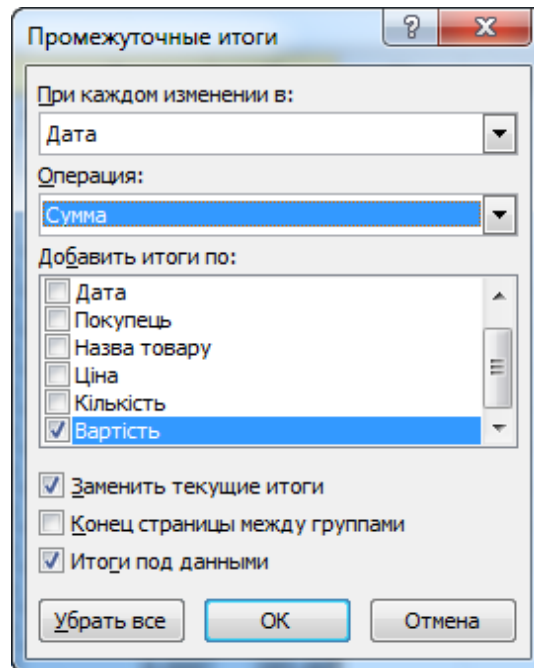 Промежуточные итоги
При каждом изменении в:
Дата
Операция:
Сумма
Добавить итоги по:
Дата
Покупець
Назва товару
Ціна
Кількість
Вартість
Заменить текущие итоги
Конец страницы между группами
Итоги под данными
Убрать все ОК Отмена